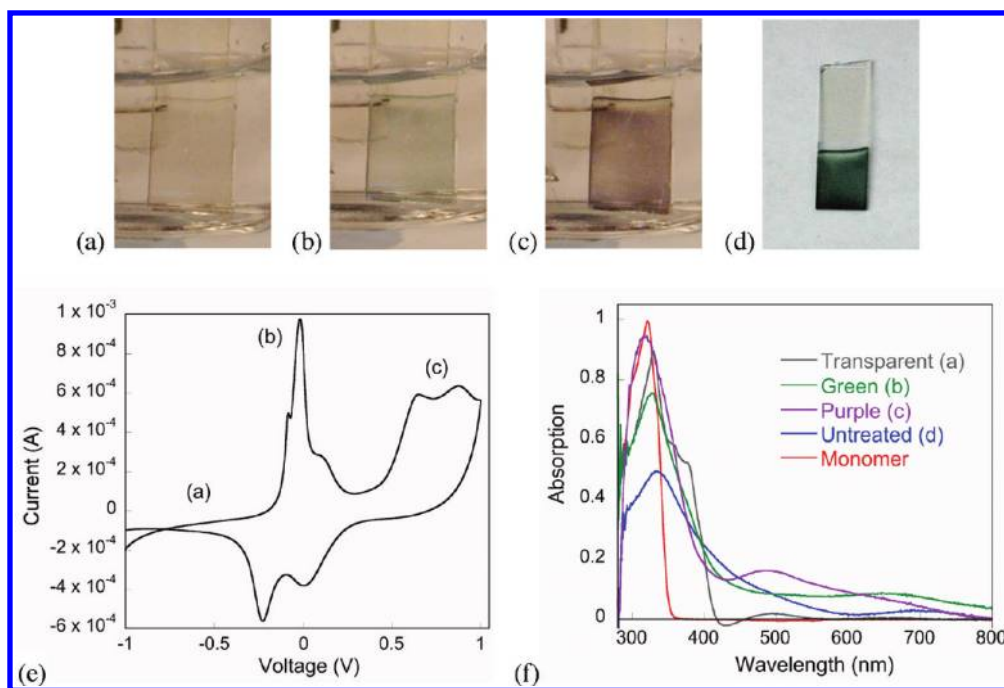 (a)
(b)
(c)
(d)
1 x 10⁻³
8 x 10⁻⁴
6 x 10⁻⁴
4 x 10⁻⁴
2 x 10⁻⁴
0
-2 x 10⁻⁴
-4 x 10⁻⁴
-6 x 10⁻⁴
Current (A)
(a)
(b)
(c)
-1
-0.5
0
0.5
1
Voltage (V)
(e)
1
0.8
0.6
0.4
0.2
0
Absorption
Transparent (a)
Green (b)
Purple (c)
Untreated (d)
Monomer
300
400
500
600
700
800
Wavelength (nm)
(f)